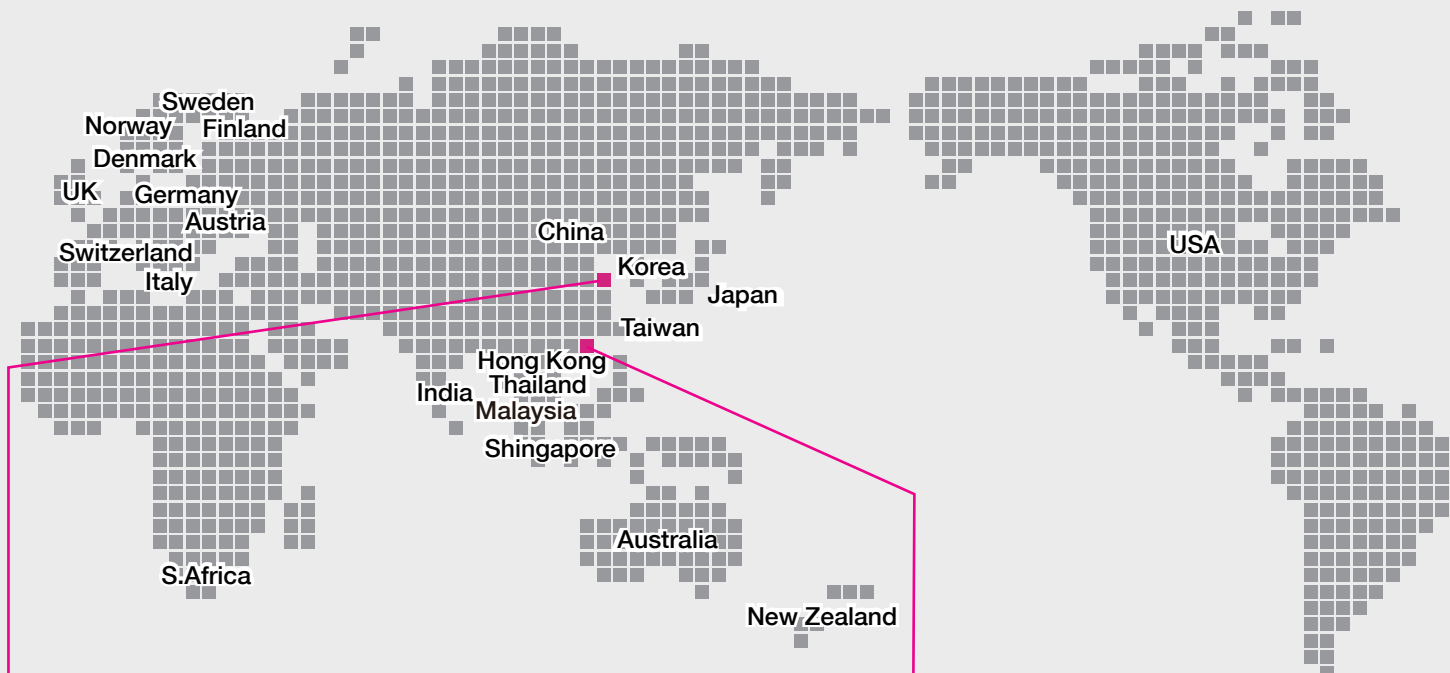 Sweden
Norway
Finland
Denmark
UK
Germany
Austria
Switzerland
Italy
China
Korea
Japan
Taiwan
Hong Kong
Thailand
India
Malaysia
Shingapore
Australia
S.Africa
New Zealand
USA